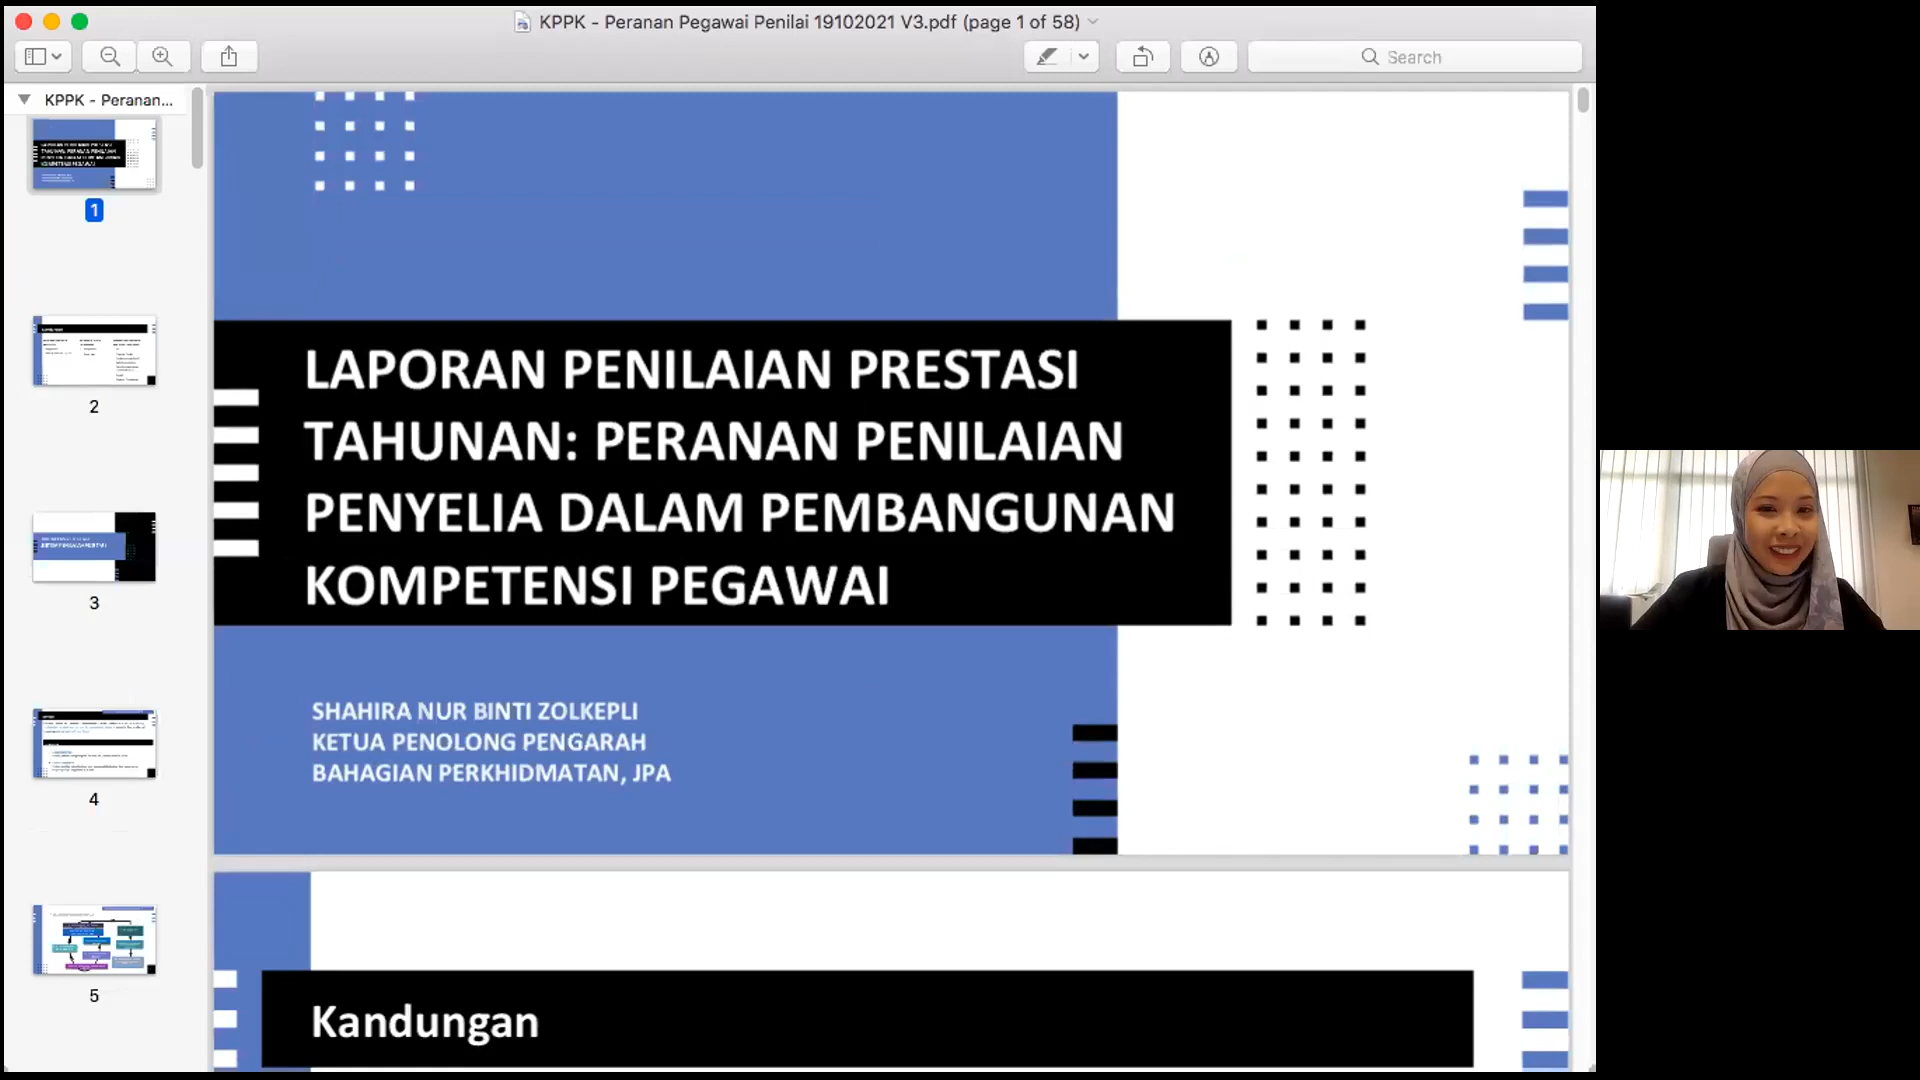 KPPK - Peranan Pegawai Penilai 19102021 V3.pdf (page 1 of 58)
Search
KPPK - Peranan...
1
2
3
4
5
LAPORAN PENILAIAN PRESTASI
TAHUNAN: PERANAN PENILAIAN
PENYELIA DALAM PEMBANGUNAN
KOMPETENSI PEGAWAI
SHAHIRA NUR BINTI ZOLKEPLI
KETUA PENOLONG PENGARAH
BAHAGIAN PERKHIDMATAN, JPA
Kandungan